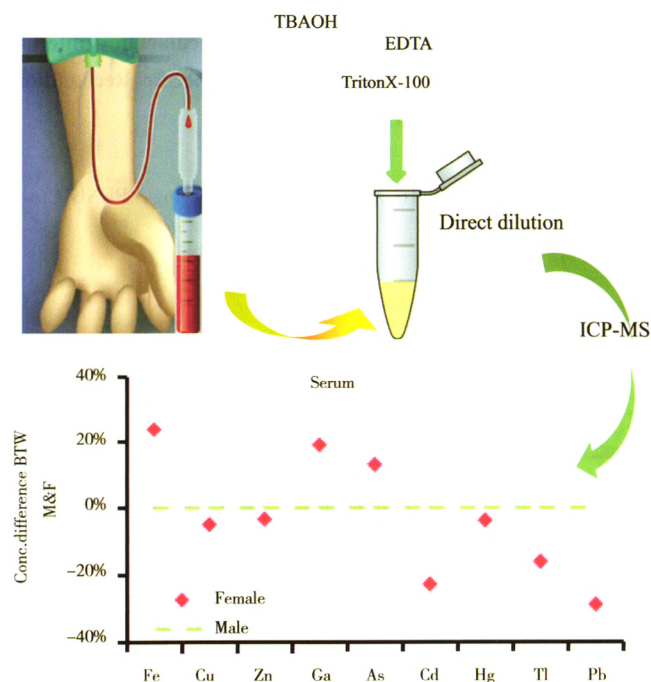 TBAOH
EDTA
TritonX-100
Direct dilution
ICP-MS
Serum
Conc.difference BTW
M&F
40%
20%
0%
-20%
-40%
Female
Male
Fe Cu Zn Ga As Cd Hg Tl Pb